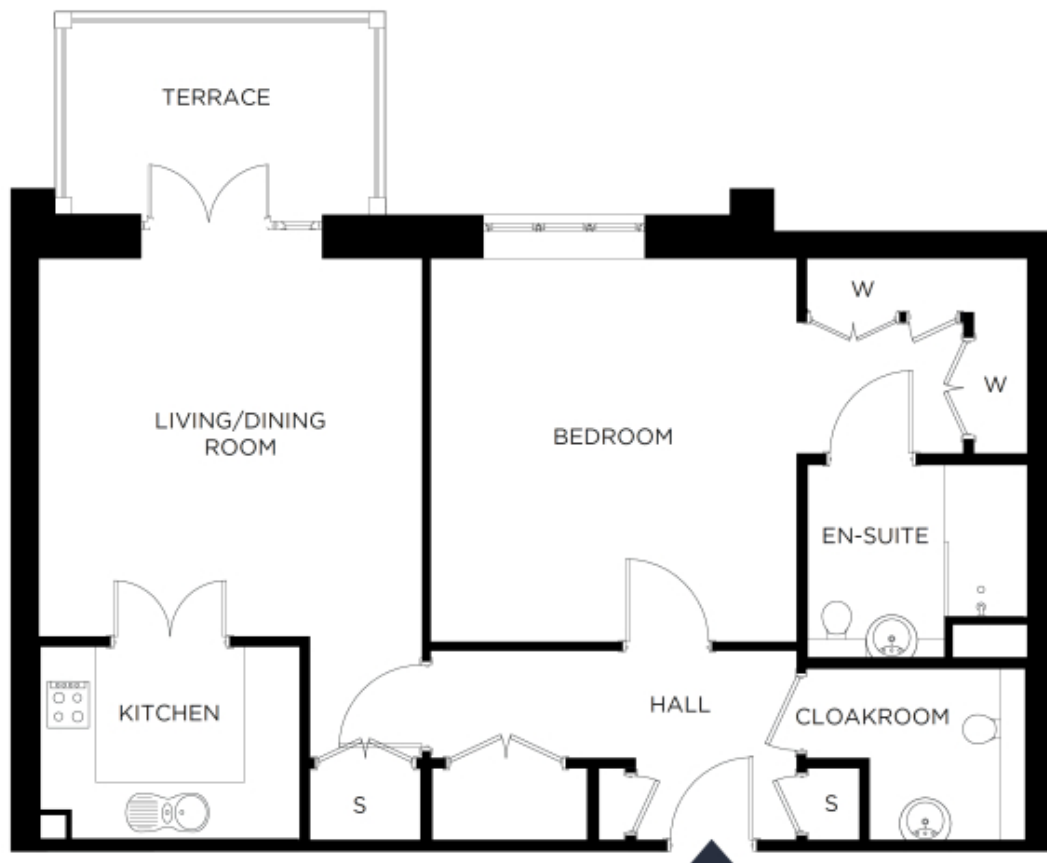 TERRACE
W
W
LIVING/DINING
ROOM
BEDROOM
EN-SUITE
KITCHEN
HALL
CLOAKROOM
S
S